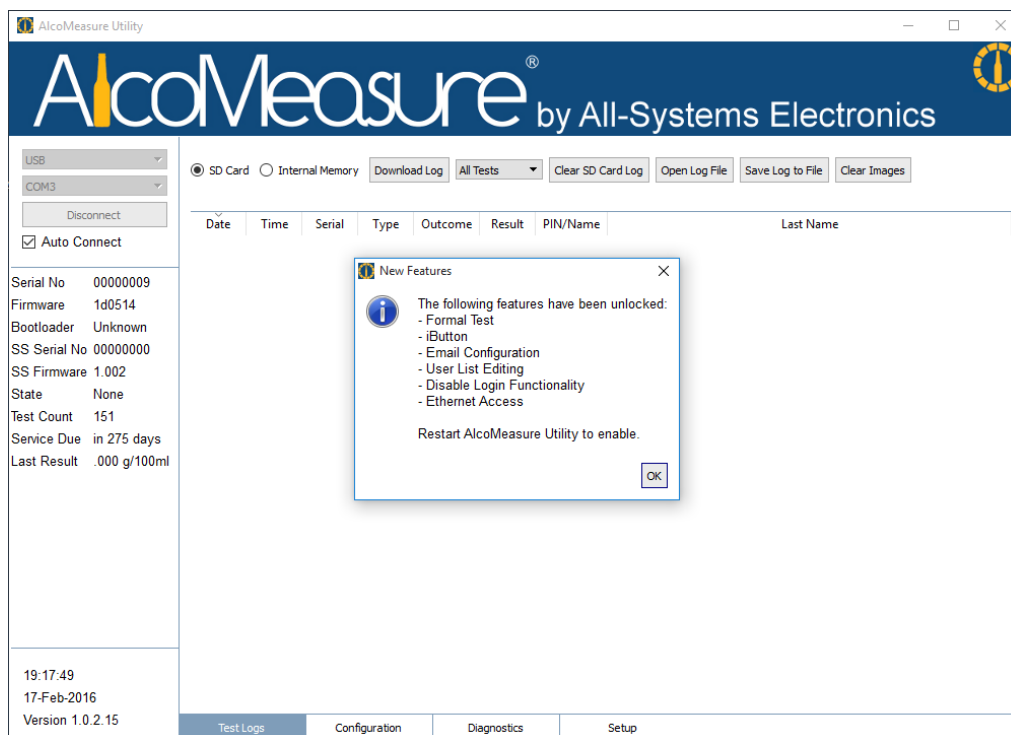 AlcoMeasure Utility
AlcoMeasure® by All-Systems Electronics
USB
COM3
Disconnect
Auto Connect
Serial No 00000009
Firmware 1d0514
Bootloader Unknown
SS Serial No 00000000
SS Firmware 1.002
State None
Test Count 151
Service Due in 275 days
Last Result .000 g/100ml
19:17:49
17-Feb-2016
Version 1.0.2.15
SD Card Internal Memory Download Log All Tests Clear SD Card Log Open Log File Save Log to File Clear Images
Date Time Serial Type Outcome Result PIN/Name Last Name
New Features
The following features have been unlocked:
- Formal Test
- iButton
- Email Configuration
- User List Editing
- Disable Login Functionality
- Ethernet Access
Restart AlcoMeasure Utility to enable.
OK
Test Logs Configuration Diagnostics Setup